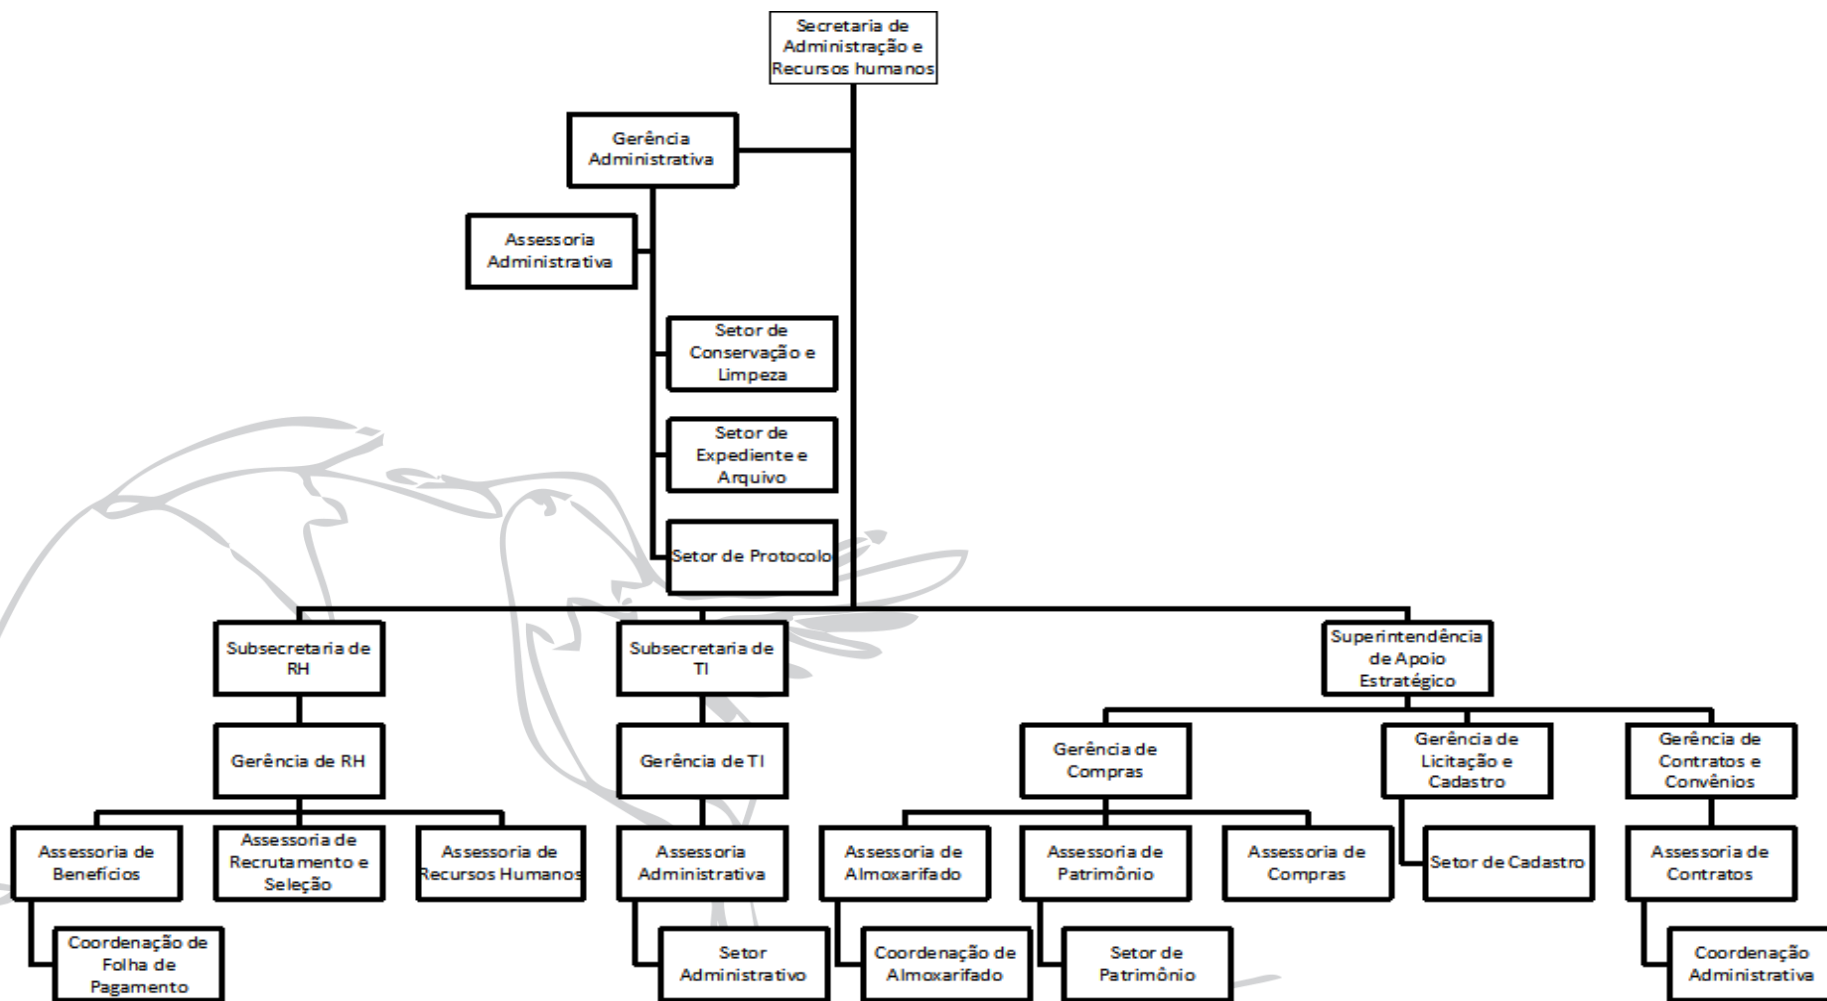 Secretaria de
Administração e
Recursos humanos
Gerência
Administrativa
Assessoria
Administrativa
Setor de
Conservação e
Limpeza
Setor de
Expediente e
Arquivo
Setor de Protocolo
Subsecretaria de
RH
Subsecretaria de
TI
Superintendência
de Apoio
Estratégico
Gerência de RH
Gerência de TI
Gerência de
Compras
Gerência de
Licitação e
Cadastro
Gerência de
Contratos e
Convênios
Assessoria de
Benefícios
Assessoria de
Recrutamento e
Seleção
Assessoria de
Recursos Humanos
Assessoria
Administrativa
Assessoria de
Almoxarifado
Assessoria de
Patrimônio
Assessoria de
Compras
Setor de Cadastro
Assessoria de
Contratos
Coordenação de
Folha de
Pagamento
Setor
Administrativo
Coordenação de
Almoxarifado
Setor de
Patrimônio
Coordenação
Administrativa